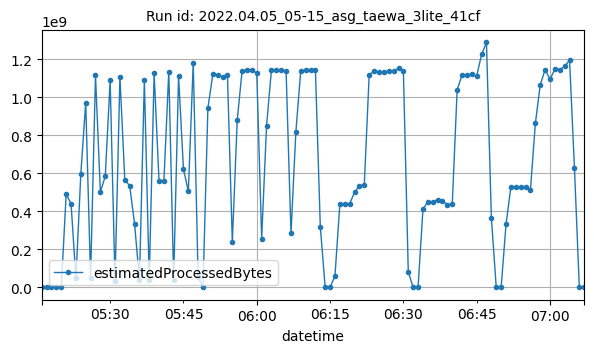 Run id: 2022.04.05_05-15_asg_taewa_3lite_41cf
1e9
1.2
1.0
0.8
0.6
0.4
0.2
0.0
estimatedProcessedBytes
05:30 05:45 06:00 06:15 06:30 06:45 07:00
datetime